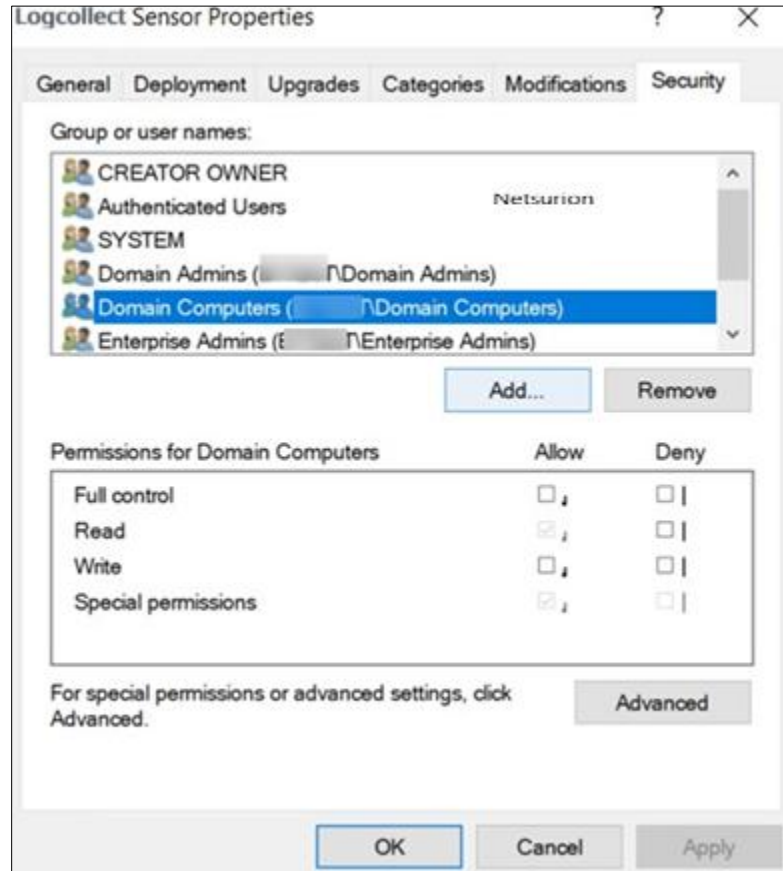 Logcollect Sensor Properties ? X
General Deployment Upgrades Categories Modifications Security
Group or user names:
CREATOR OWNER
Authenticated Users
Netsurion
SYSTEM
Domain Admins ( \Domain Admins)
Domain Computers ( \Domain Computers)
Enterprise Admins ( \Enterprise Admins)
Add... Remove
Permissions for Domain Computers Allow Deny
Full control
Read
Write
Special permissions
For special permissions or advanced settings, click
Advanced.
Advanced
OK Cancel Apply